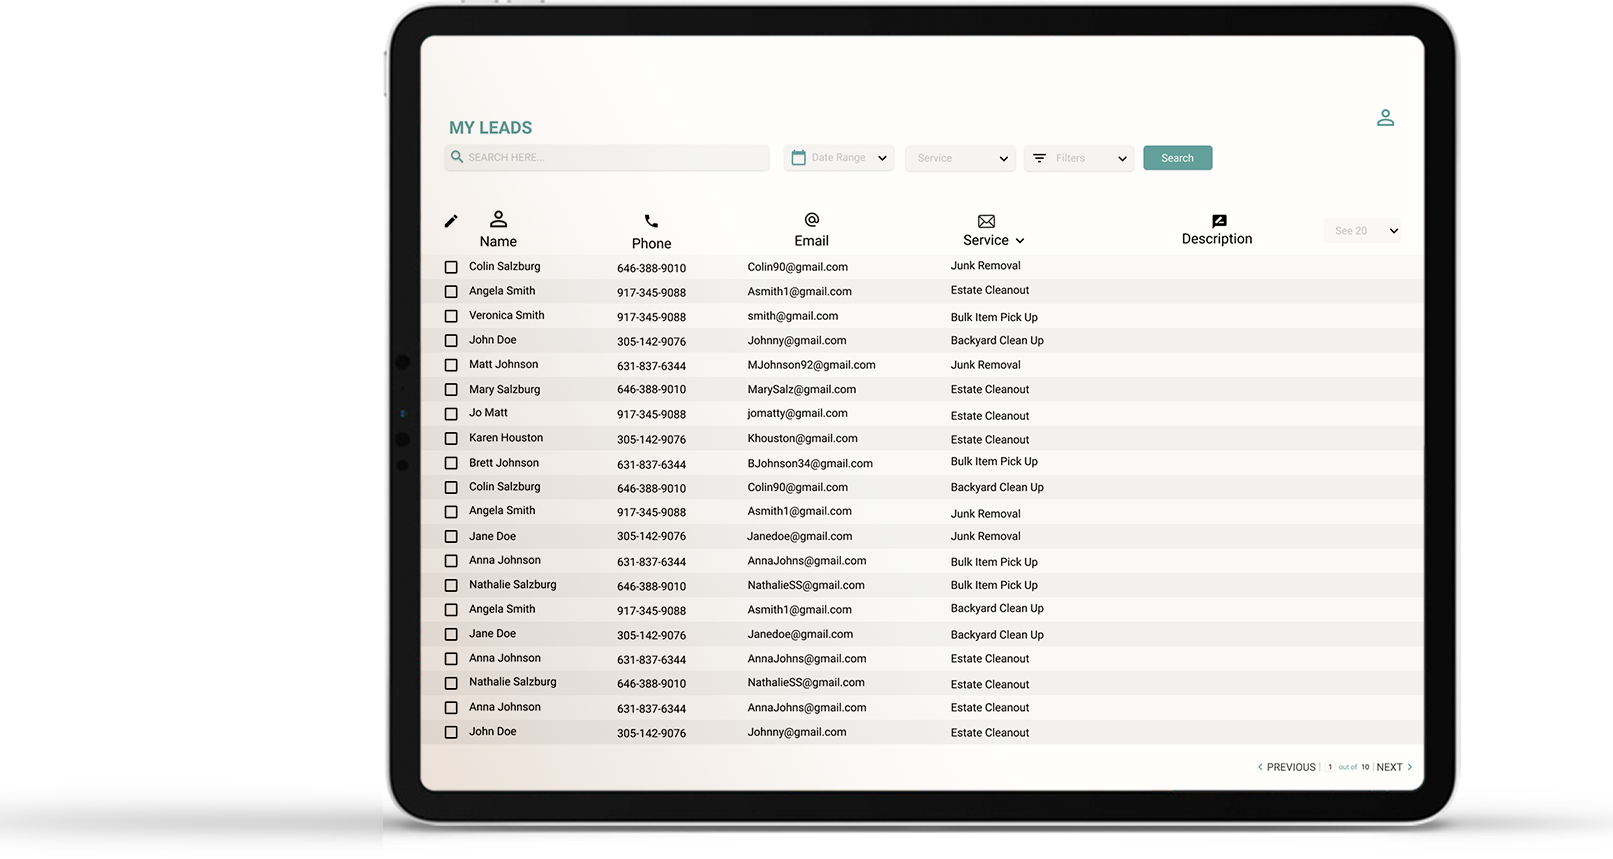 MY LEADS
SEARCH HERE... Date Range Service Filters Search
Name Phone Email Service Description See 20
Colin Salzburg 646-388-9010 Colin90@gmail.com Junk Removal
Angela Smith 917-345-9088 Asmith1@gmail.com Estate Cleanout
Veronica Smith 917-345-9088 smith@gmail.com Bulk Item Pick Up
John Doe 305-142-9076 Johnny@gmail.com Backyard Clean Up
Matt Johnson 631-837-6344 MJohnson92@gmail.com Junk Removal
Mary Salzburg 646-388-9010 MarySalz@gmail.com Estate Cleanout
Jo Matt 917-345-9088 jomatty@gmail.com Estate Cleanout
Karen Houston 305-142-9076 Khouston@gmail.com Estate Cleanout
Brett Johnson 631-837-6344 BJohnson34@gmail.com Bulk Item Pick Up
Colin Salzburg 646-388-9010 Colin90@gmail.com Backyard Clean Up
Angela Smith 917-345-9088 Asmith1@gmail.com Junk Removal
Jane Doe 305-142-9076 Janedoe@gmail.com Junk Removal
Anna Johnson 631-837-6344 AnnaJohns@gmail.com Bulk Item Pick Up
Nathalie Salzburg 646-388-9010 NathalieSS@gmail.com Bulk Item Pick Up
Angela Smith 917-345-9088 Asmith1@gmail.com Backyard Clean Up
Jane Doe 305-142-9076 Janedoe@gmail.com Backyard Clean Up
Anna Johnson 631-837-6344 AnnaJohns@gmail.com Estate Cleanout
Nathalie Salzburg 646-388-9010 NathalieSS@gmail.com Estate Cleanout
Anna Johnson 631-837-6344 AnnaJohns@gmail.com Estate Cleanout
John Doe 305-142-9076 Johnny@gmail.com Estate Cleanout
< PREVIOUS | 1 out of 10 | NEXT >